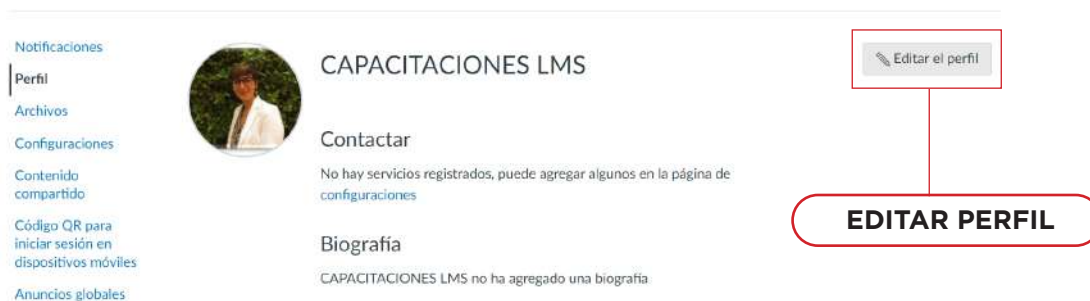 Notificaciones
Perfil
Archivos
Configuraciones
Contenido
compartido
Código QR para
iniciar sesión en
dispositivos móviles
Anuncios globales
CAPACITACIONES LMS
Editar el perfil
Contactar
No hay servicios registrados, puede agregar algunos en la página de
configuraciones
Biografía
CAPACITACIONES LMS no ha agregado una biografía
EDITAR PERFIL